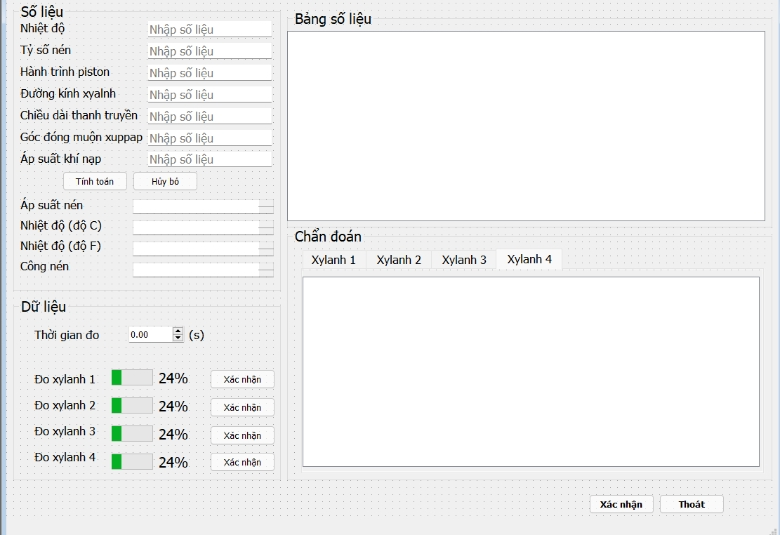 Số liệu
Nhiệt độ Nhập số liệu
Tỷ số nén Nhập số liệu
Hành trình piston Nhập số liệu
Đường kính xyalnh Nhập số liệu
Chiều dài thanh truyền Nhập số liệu
Góc đóng muộn xuppap Nhập số liệu
Áp suất khí nạp Nhập số liệu
Tính toán Hủy bỏ
Áp suất nén
Nhiệt độ (độ C)
Nhiệt độ (độ F)
Công nén
Dữ liệu
Thời gian đo 0.00 (s)
Đo xylanh 1 24% Xác nhận
Đo xylanh 2 24% Xác nhận
Đo xylanh 3 24% Xác nhận
Đo xylanh 4 24% Xác nhận
Bảng số liệu
Chẩn đoán
Xylanh 1 Xylanh 2 Xylanh 3 Xylanh 4
Xác nhận Thoát